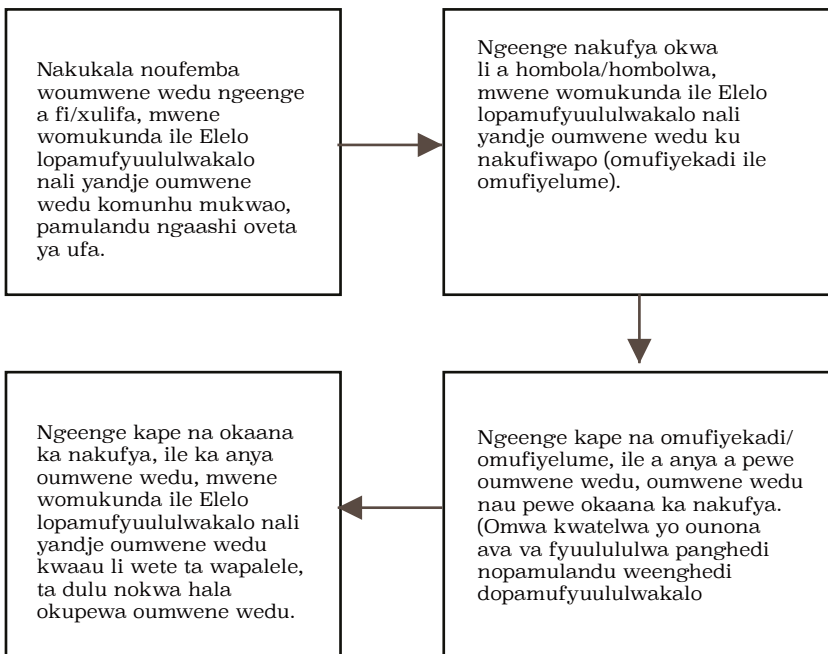 Nakukala noufemba
woumwene wedu ngeenge
a fi/xulifa, mwene
womukunda ile Elelo
lopamufyuululwakalo
nali yandje oumwene
wedu komunhu mukwao,
pamulandu ngaashi oveta
ya ufa.
Ngeenge nakufya okwa
li a hombola/hombolwa,
mwene womukunda ile Elelo
lopamufyuululwakalo nali
yandje oumwene wedu ku
nakufiwapo (omufiyekadi ile
omufiyelume).
Ngeenge kape na omufiyekadi/
omufiyelume, ile a anya a pewe
oumwene wedu, oumwene wedu
nau pewe okaana ka nakufya.
(Omwa kwatelwa yo ounona
ava va fyuulululwa panghedi
nopamulandu weenghedi
dopamufyuululwakalo
Ngeenge kape na okaana
ka nakufya, ile ka anya
oumwene wedu, mwene
womukunda ile Elelo
lopamufyuululwakalo nali
yandje oumwene wedu
kwaau li wete ta wapalele,
ta dulu nokwa hala
okupewa oumwene wedu.